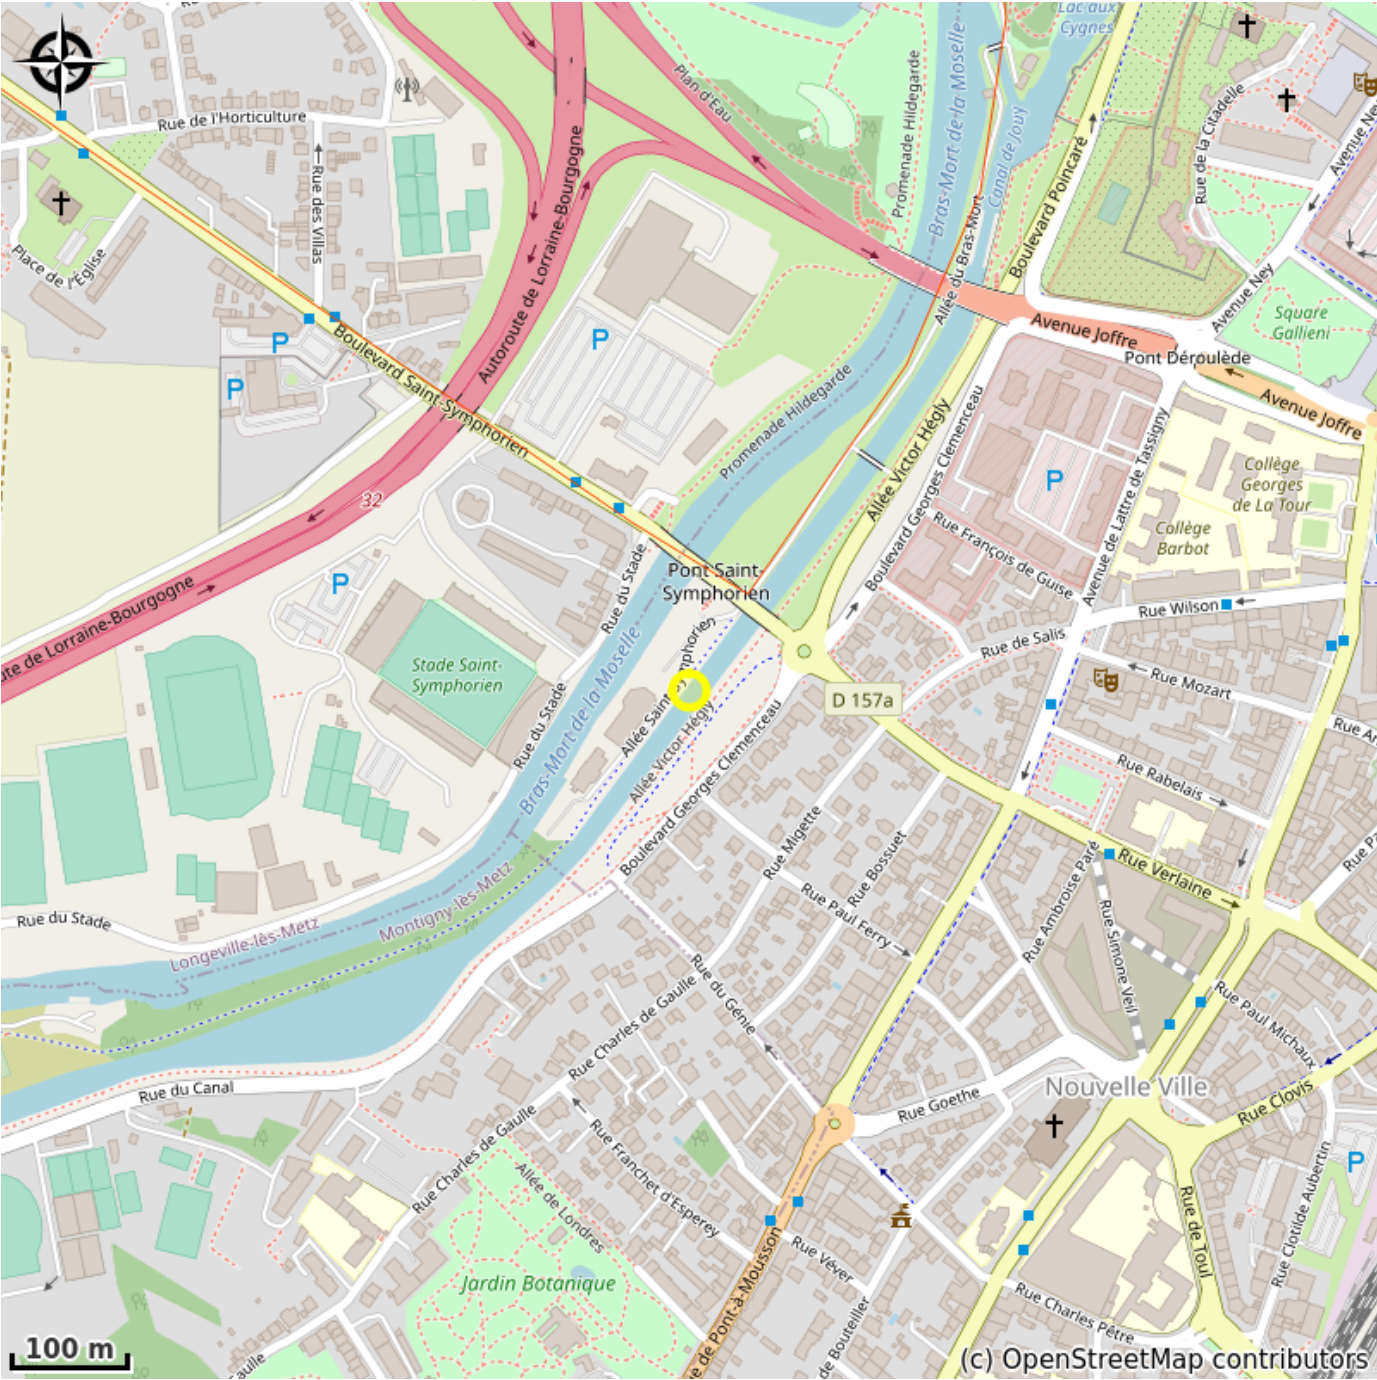 Lac aux
Cygnes
Plan d'Eau
Promenade Hildegarde
Bras-Mort de la Moselle
Canal de Jouy
Boulevard Poincaré
Rue de la Citadelle
Avenue Ney
Rue de l'Horticulture
Rue des Villas
Autoroute de Lorraine-Bourgogne
Place de l'Église
Allée du Bras-Mort
Avenue Ney
Square
Gallieni
P
P
P
Avenue Joffre
Pont Déroulède
Avenue Joffre
Boulevard Saint-Symphorien
Promenade Hildegarde
Allée Victor Hégly
Boulevard Georges Clemenceau
Avenue de Lattre de Tassigny
P
Collège
Georges
de La Tour
Collège
Barbot
32
Rue François de Guise
Pont Saint-
Symphorien
Rue du Stade
P
Rue Wilson
Rue de Salis
Rue Mozart
Stade Saint-
Symphorien
D 157a
Rue du Stade
Bras-Mort de la Moselle
Allée Saint-Symphorien
Allée Victor Hégly
Boulevard Georges Clemenceau
Rue Rabelais
Rue Migette
Rue Bossuet
Rue Paul Ferry
Rue Ambroise Paré
Rue Verlaine
Rue Simone Veil
Rue du Stade
Longeville-lès-Metz
Montigny-lès-Metz
Rue du Génie
Rue Charles de Gaulle
Rue Paul Michaux
Nouvelle Ville
Rue Goethe
Rue Clovis
Rue du Canal
Rue Charles de Gaulle
Rue Franchet d'Esperey
Allée de Londres
P
Rue Clotilde Aubertin
Rue de Toul
Rue Véver
Jardin Botanique
Rue Charles Pêtre
100 m
(c) OpenStreetMap contributors